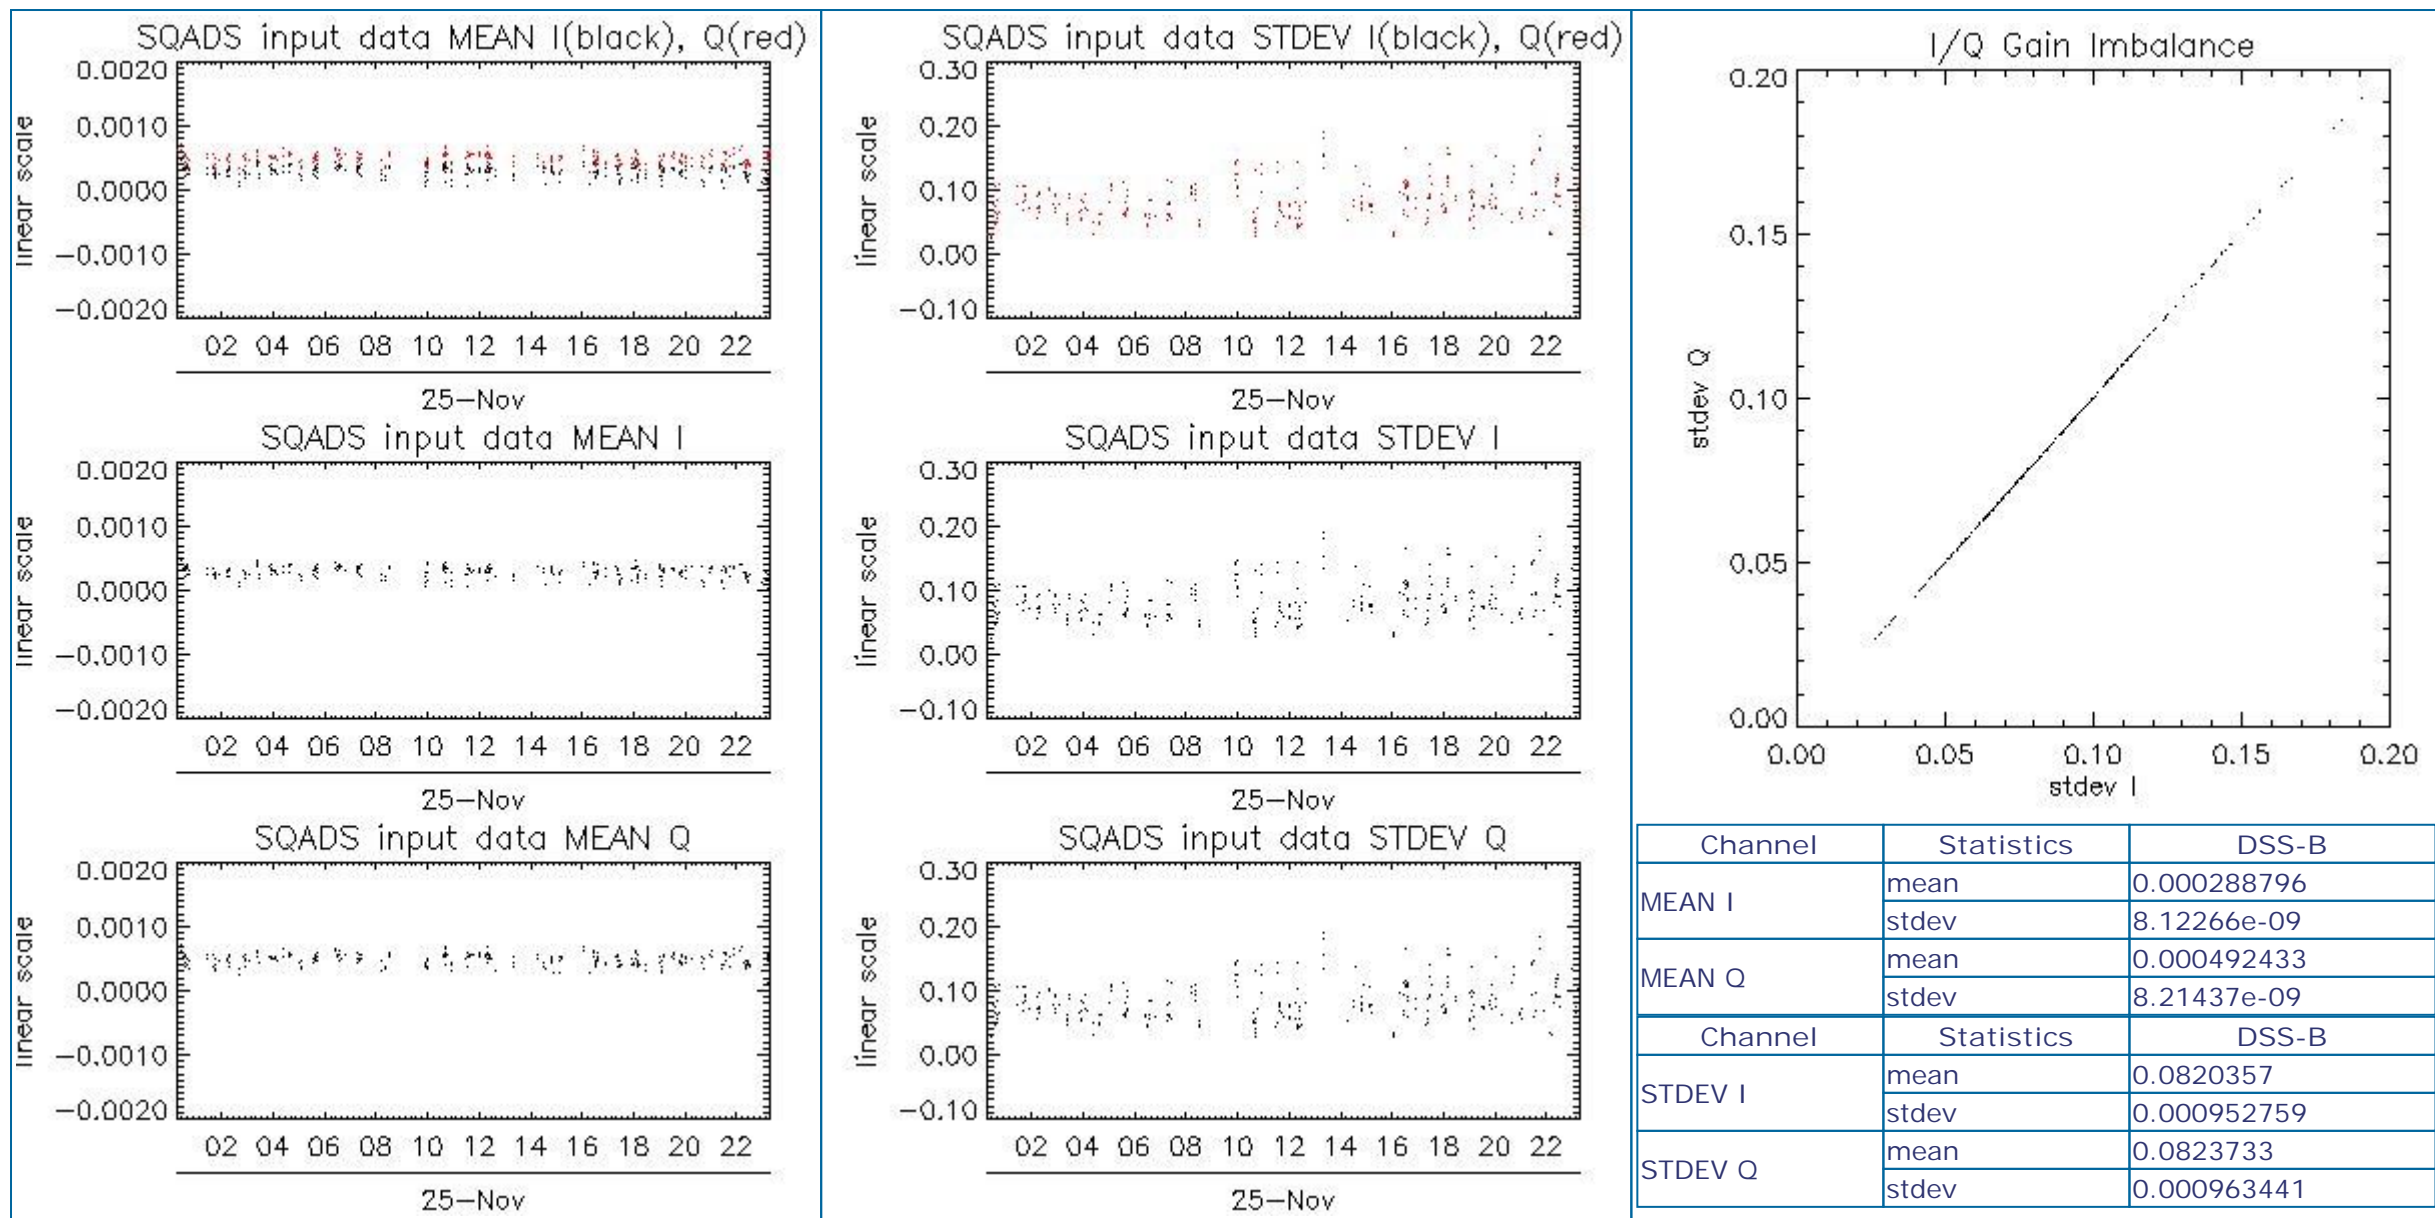 SQADS input data MEAN I(black), Q(red)
0.0020
0.0010
0.0000
-0.0010
-0.0020
linear scale
02 04 06 08 10 12 14 16 18 20 22
25-Nov
SQADS input data MEAN I
0.0020
0.0010
0.0000
-0.0010
-0.0020
linear scale
02 04 06 08 10 12 14 16 18 20 22
25-Nov
SQADS input data MEAN Q
0.0020
0.0010
0.0000
-0.0010
-0.0020
linear scale
02 04 06 08 10 12 14 16 18 20 22
25-Nov
SQADS input data STDEV I(black), Q(red)
0.30
0.20
0.10
0.00
-0.10
linear scale
02 04 06 08 10 12 14 16 18 20 22
25-Nov
SQADS input data STDEV I
0.30
0.20
0.10
0.00
-0.10
linear scale
02 04 06 08 10 12 14 16 18 20 22
25-Nov
SQADS input data STDEV Q
0.30
0.20
0.10
0.00
-0.10
linear scale
02 04 06 08 10 12 14 16 18 20 22
25-Nov
I/Q Gain Imbalance
0.20
0.15
0.10
0.05
0.00
stdev Q
0.00 0.05 0.10 0.15 0.20
stdev I
Channel Statistics DSS-B
MEAN I mean 0.000288796
stdev 8.12266e-09
MEAN Q mean 0.000492433
stdev 8.21437e-09
Channel Statistics DSS-B
STDEV I mean 0.0820357
stdev 0.000952759
STDEV Q mean 0.0823733
stdev 0.000963441